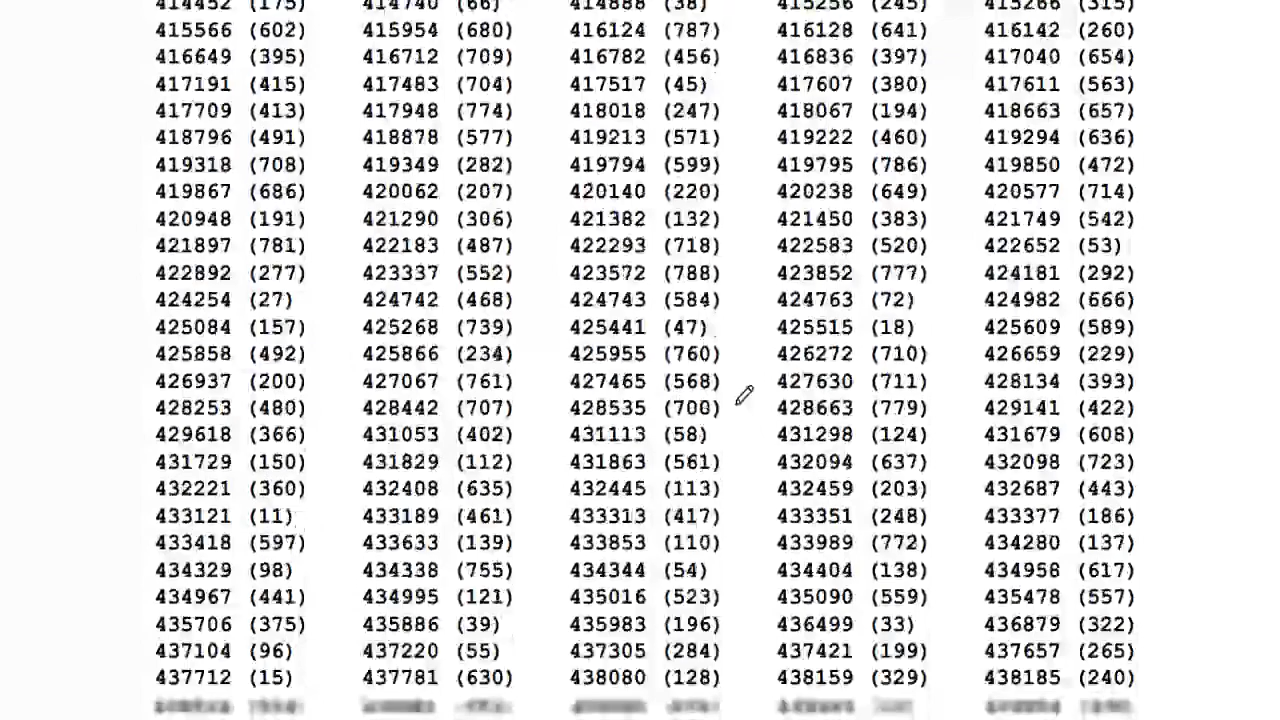 414452 (175) 414740 (66) 414888 (38) 415256 (245) 415266 (315)
415566 (602) 415954 (680) 416124 (787) 416128 (641) 416142 (260)
416649 (395) 416712 (709) 416782 (456) 416836 (397) 417040 (654)
417191 (415) 417483 (704) 417517 (45) 417607 (380) 417611 (563)
417709 (413) 417948 (774) 418018 (247) 418067 (194) 418663 (657)
418796 (491) 418878 (577) 419213 (571) 419222 (460) 419294 (636)
419318 (708) 419349 (282) 419794 (599) 419795 (786) 419850 (472)
419867 (686) 420062 (207) 420140 (220) 420238 (649) 420577 (714)
420948 (191) 421290 (306) 421382 (132) 421450 (383) 421749 (542)
421897 (781) 422183 (487) 422293 (718) 422583 (520) 422652 (53)
422892 (277) 423337 (552) 423572 (788) 423852 (777) 424181 (292)
424254 (27) 424742 (468) 424743 (584) 424763 (72) 424982 (666)
425084 (157) 425268 (739) 425441 (47) 425515 (18) 425609 (589)
425858 (492) 425866 (234) 425955 (760) 426272 (710) 426659 (229)
426937 (200) 427067 (761) 427465 (568) 427630 (711) 428134 (393)
428253 (480) 428442 (707) 428535 (700) 428663 (779) 429141 (422)
429618 (366) 431053 (402) 431113 (58) 431298 (124) 431679 (608)
431729 (150) 431829 (112) 431863 (561) 432094 (637) 432098 (723)
432221 (360) 432408 (635) 432445 (113) 432459 (203) 432687 (443)
433121 (11) 433189 (461) 433313 (417) 433351 (248) 433377 (186)
433418 (597) 433633 (139) 433853 (110) 433989 (772) 434280 (137)
434329 (98) 434338 (755) 434344 (54) 434404 (138) 434958 (617)
434967 (441) 434995 (121) 435016 (523) 435090 (559) 435478 (557)
435706 (375) 435886 (39) 435983 (196) 436499 (33) 436879 (322)
437104 (96) 437220 (55) 437305 (284) 437421 (199) 437657 (265)
437712 (15) 437781 (630) 438080 (128) 438159 (329) 438185 (240)